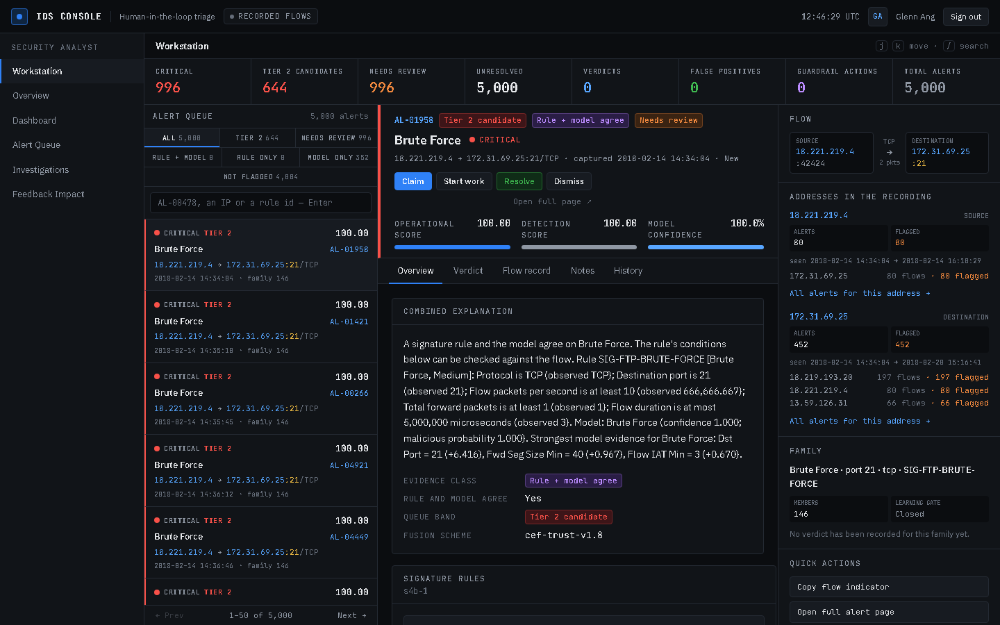 IDS CONSOLE
Human-in-the-loop triage
RECORDED FLOWS
12:46:29 UTC
GA
Glenn Ang
Sign out
SECURITY ANALYST
Workstation
Overview
Dashboard
Alert Queue
Investigations
Feedback Impact
Workstation
j k move · / search
CRITICAL
996
TIER 2 CANDIDATES
644
NEEDS REVIEW
996
UNRESOLVED
5,000
VERDICTS
0
FALSE POSITIVES
0
GUARDRAIL ACTIONS
0
TOTAL ALERTS
5,000
ALERT QUEUE
5,000 alerts
ALL 5,000
TIER 2 644
NEEDS REVIEW 996
RULE + MODEL 0
RULE ONLY 0
MODEL ONLY 352
NOT FLAGGED 4,004
AL-00478, an IP or a rule id — Enter
CRITICAL TIER 2 100.00
Brute Force AL-01958
18.221.219.4 → 172.31.69.25:21/TCP
2018-02-14 14:34:04 · family 146
CRITICAL TIER 2 100.00
Brute Force AL-01421
18.221.219.4 → 172.31.69.25:21/TCP
2018-02-14 14:35:18 · family 146
CRITICAL TIER 2 100.00
Brute Force AL-00266
18.221.219.4 → 172.31.69.25:21/TCP
2018-02-14 14:35:45 · family 146
CRITICAL TIER 2 100.00
Brute Force AL-04921
18.221.219.4 → 172.31.69.25:21/TCP
2018-02-14 14:36:12 · family 146
CRITICAL TIER 2 100.00
Brute Force AL-04449
18.221.219.4 → 172.31.69.25:21/TCP
2018-02-14 14:36:46 · family 146
CRITICAL TIER 2 100.00
← Prev
1–50 of 5,000
Next →
AL-01958
Tier 2 candidate
Rule + model agree
Needs review
Brute Force
CRITICAL
18.221.219.4 → 172.31.69.25:21/TCP · captured 2018-02-14 14:34:04 · New
Claim
Start work
Resolve
Dismiss
Open full page ↗
OPERATIONAL SCORE
100.00
DETECTION SCORE
100.00
MODEL CONFIDENCE
100.0%
Overview
Verdict
Flow record
Notes
History
COMBINED EXPLANATION
A signature rule and the model agree on Brute Force. The rule's conditions
below can be checked against the flow. Rule SIG-FTP-BRUTE-FORCE [Brute
Force, Medium]: Protocol is TCP (observed TCP); Destination port is 21
(observed 21); Flow packets per second is at least 10 (observed 666,666.667);
Total forward packets is at least 1 (observed 1); Flow duration is at most
5,000,000 microseconds (observed 3). Model: Brute Force (confidence 1.000;
malicious probability 1.000). Strongest model evidence for Brute Force: Dst
Port = 21 (+6.416), Fwd Seg Size Min = 40 (+0.967), Flow IAT Min = 3 (+0.670).
EVIDENCE CLASS
Rule + model agree
RULE AND MODEL AGREE
Yes
QUEUE BAND
Tier 2 candidate
FUSION SCHEME
cef-trust-v1.8
SIGNATURE RULES
s4b-1
FLOW
SOURCE
18.221.219.4
:42424
TCP
→
2 pkts
DESTINATION
172.31.69.25
:21
ADDRESSES IN THE RECORDING
18.221.219.4 SOURCE
ALERTS
80
FLAGGED
80
seen 2018-02-14 14:34:04 → 2018-02-14 16:10:29
172.31.69.25 80 flows · 80 flagged
All alerts for this address →
172.31.69.25 DESTINATION
ALERTS
452
FLAGGED
452
seen 2018-02-14 14:34:04 → 2018-02-20 15:16:41
18.219.193.20 197 flows · 197 flagged
18.221.219.4 80 flows · 80 flagged
13.59.126.31 66 flows · 66 flagged
All alerts for this address →
FAMILY
Brute Force · port 21 · tcp · SIG-FTP-BRUTE-
FORCE
MEMBERS
146
LEARNING GATE
Closed
No verdict has been recorded for this family yet.
QUICK ACTIONS
Copy flow indicator
Open full alert page